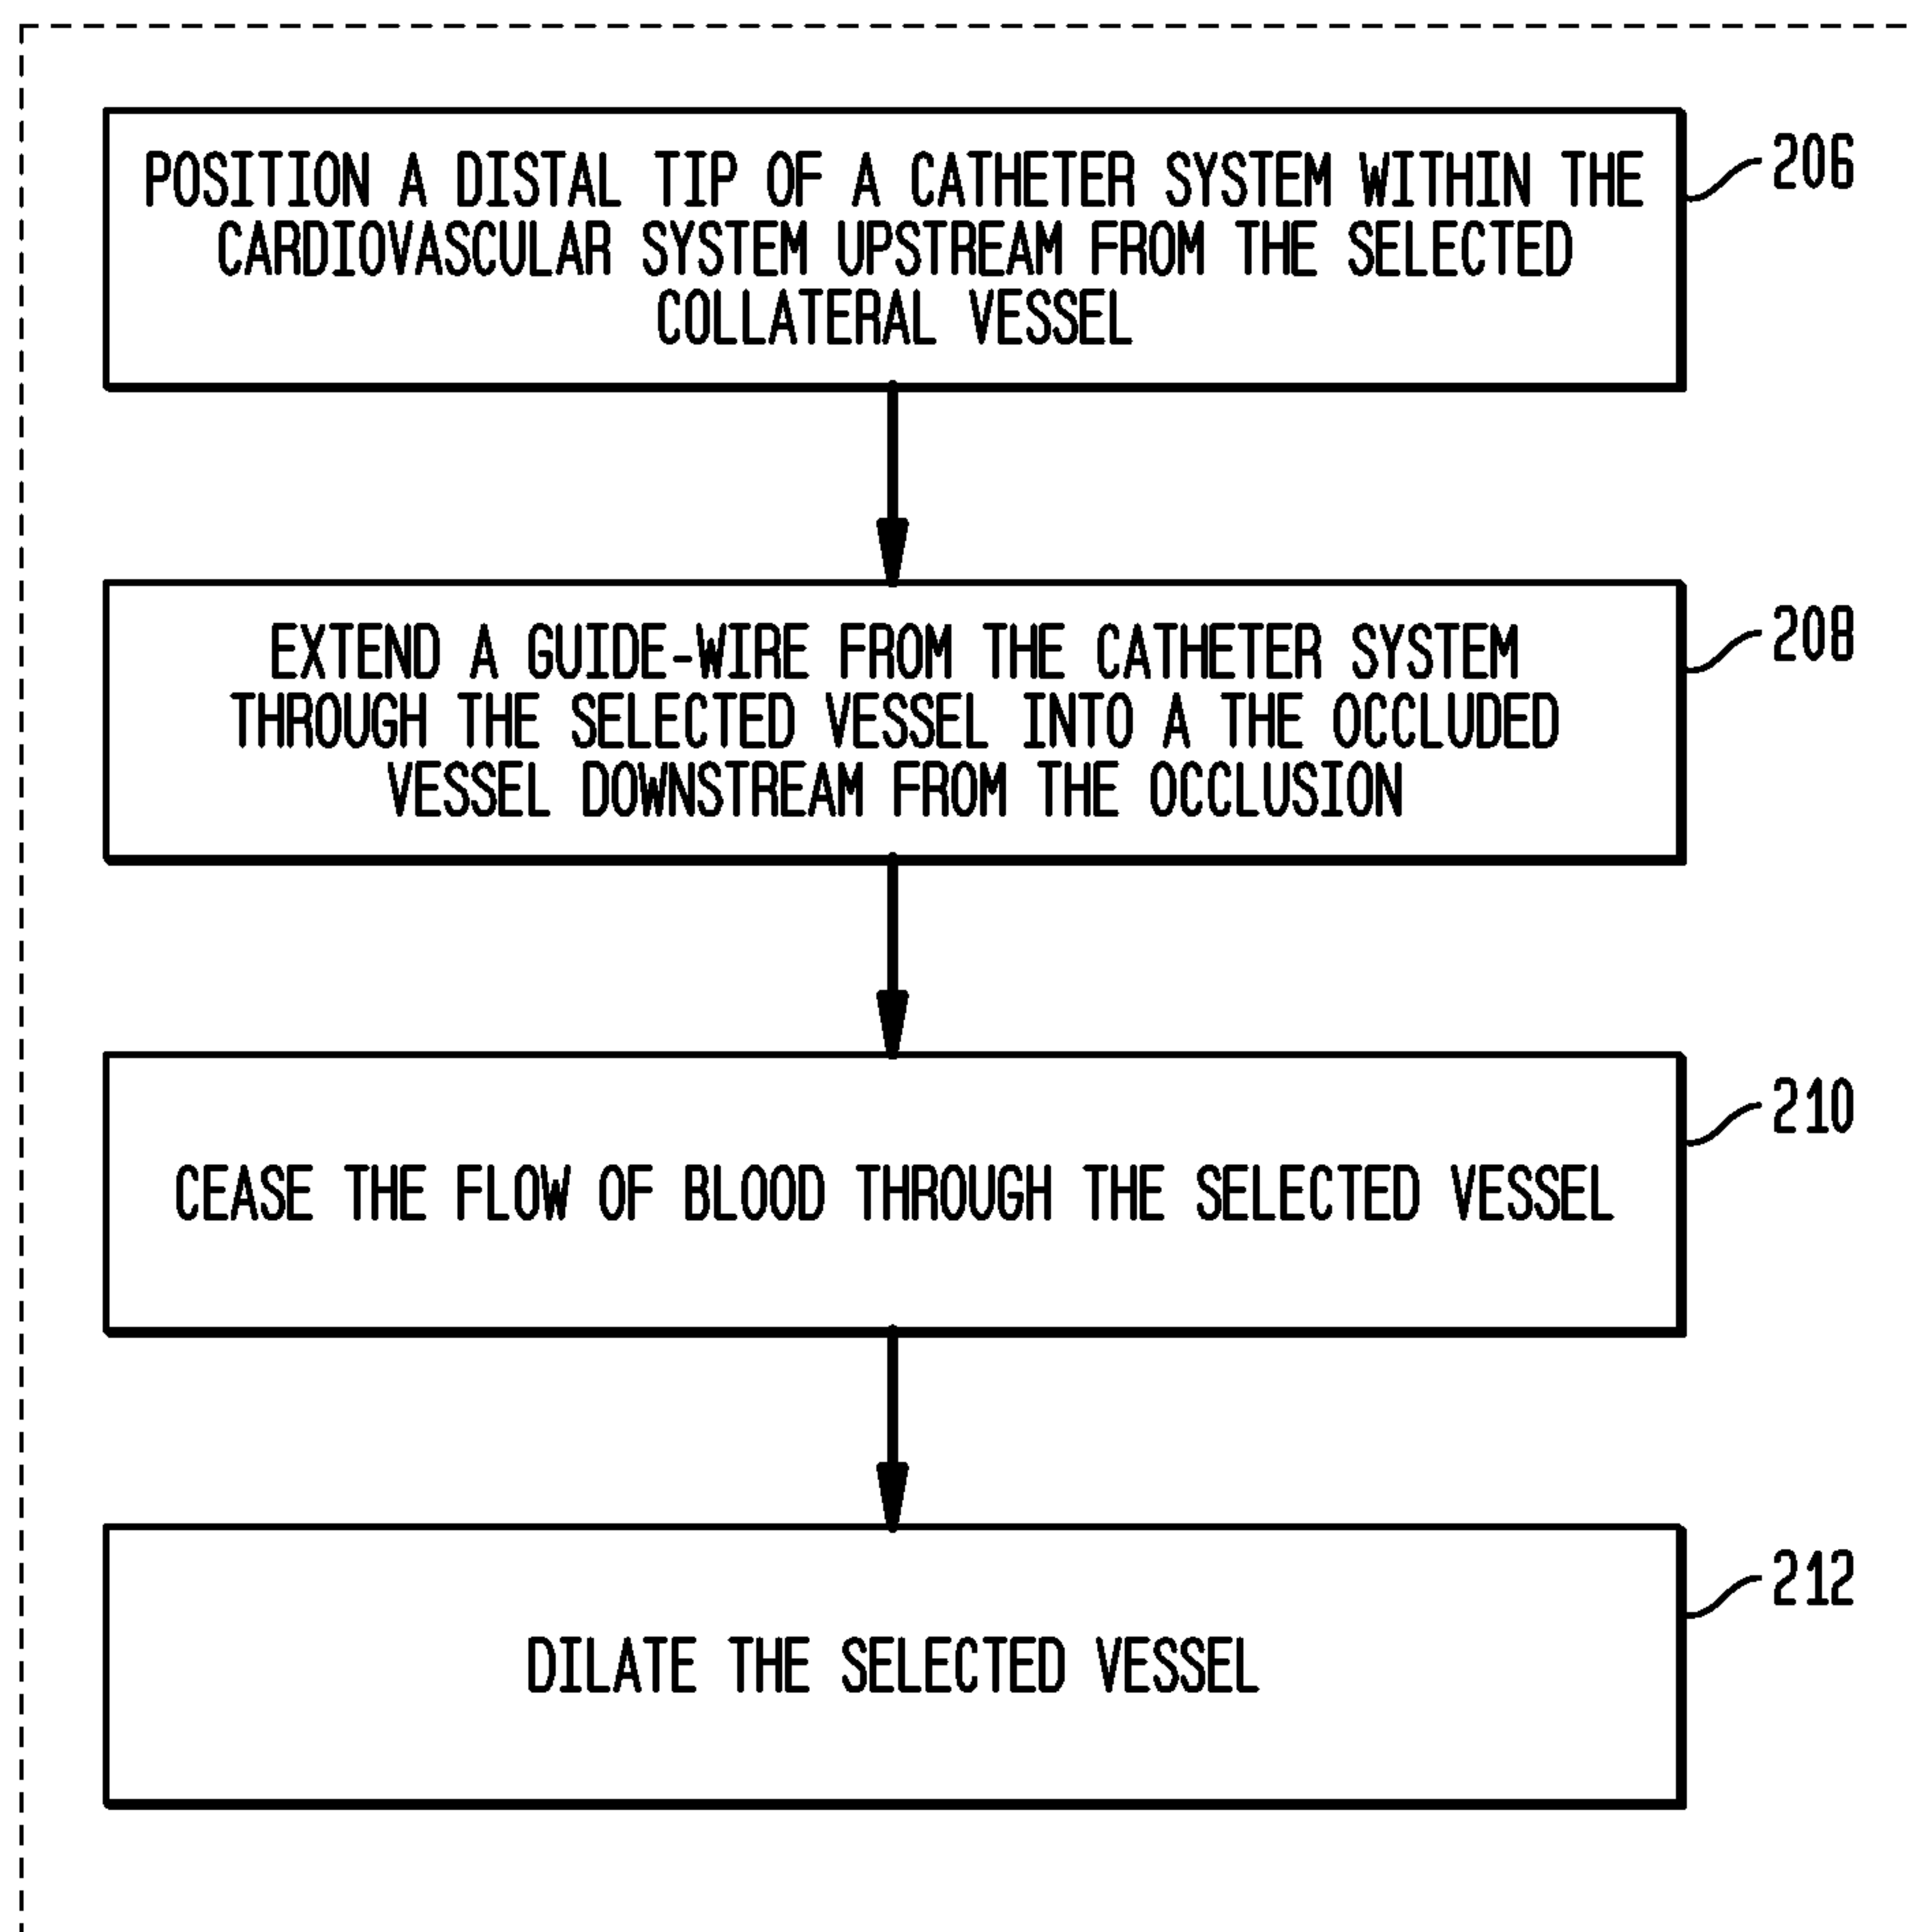 POSITION A DISTAL TIP OF A CATHETER SYSTEM WITHIN THE
CARDIOVASCULAR SYSTEM UPSTREAM FROM THE SELECTED
COLLATERAL VESSEL
206
EXTEND A GUIDE-WIRE FROM THE CATHETER SYSTEM
THROUGH THE SELECTED VESSEL INTO A THE OCCLUDED
VESSEL DOWNSTREAM FROM THE OCCLUSION
208
CEASE THE FLOW OF BLOOD THROUGH THE SELECTED VESSEL
210
DILATE THE SELECTED VESSEL
212